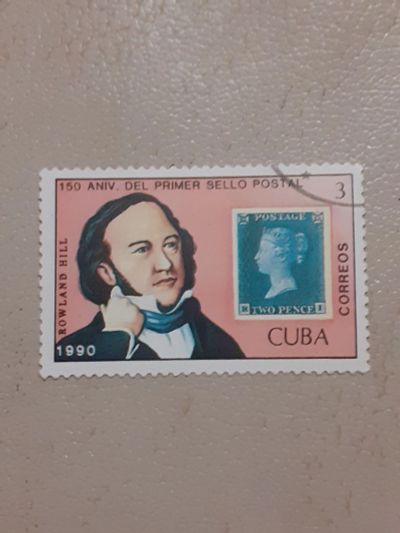 150 ANIV. DEL PRIMER SELLO POSTAL
3
ROWLAND HILL
POSTAGE
R I
TWO PENCE
CORREOS
1990
CUBA